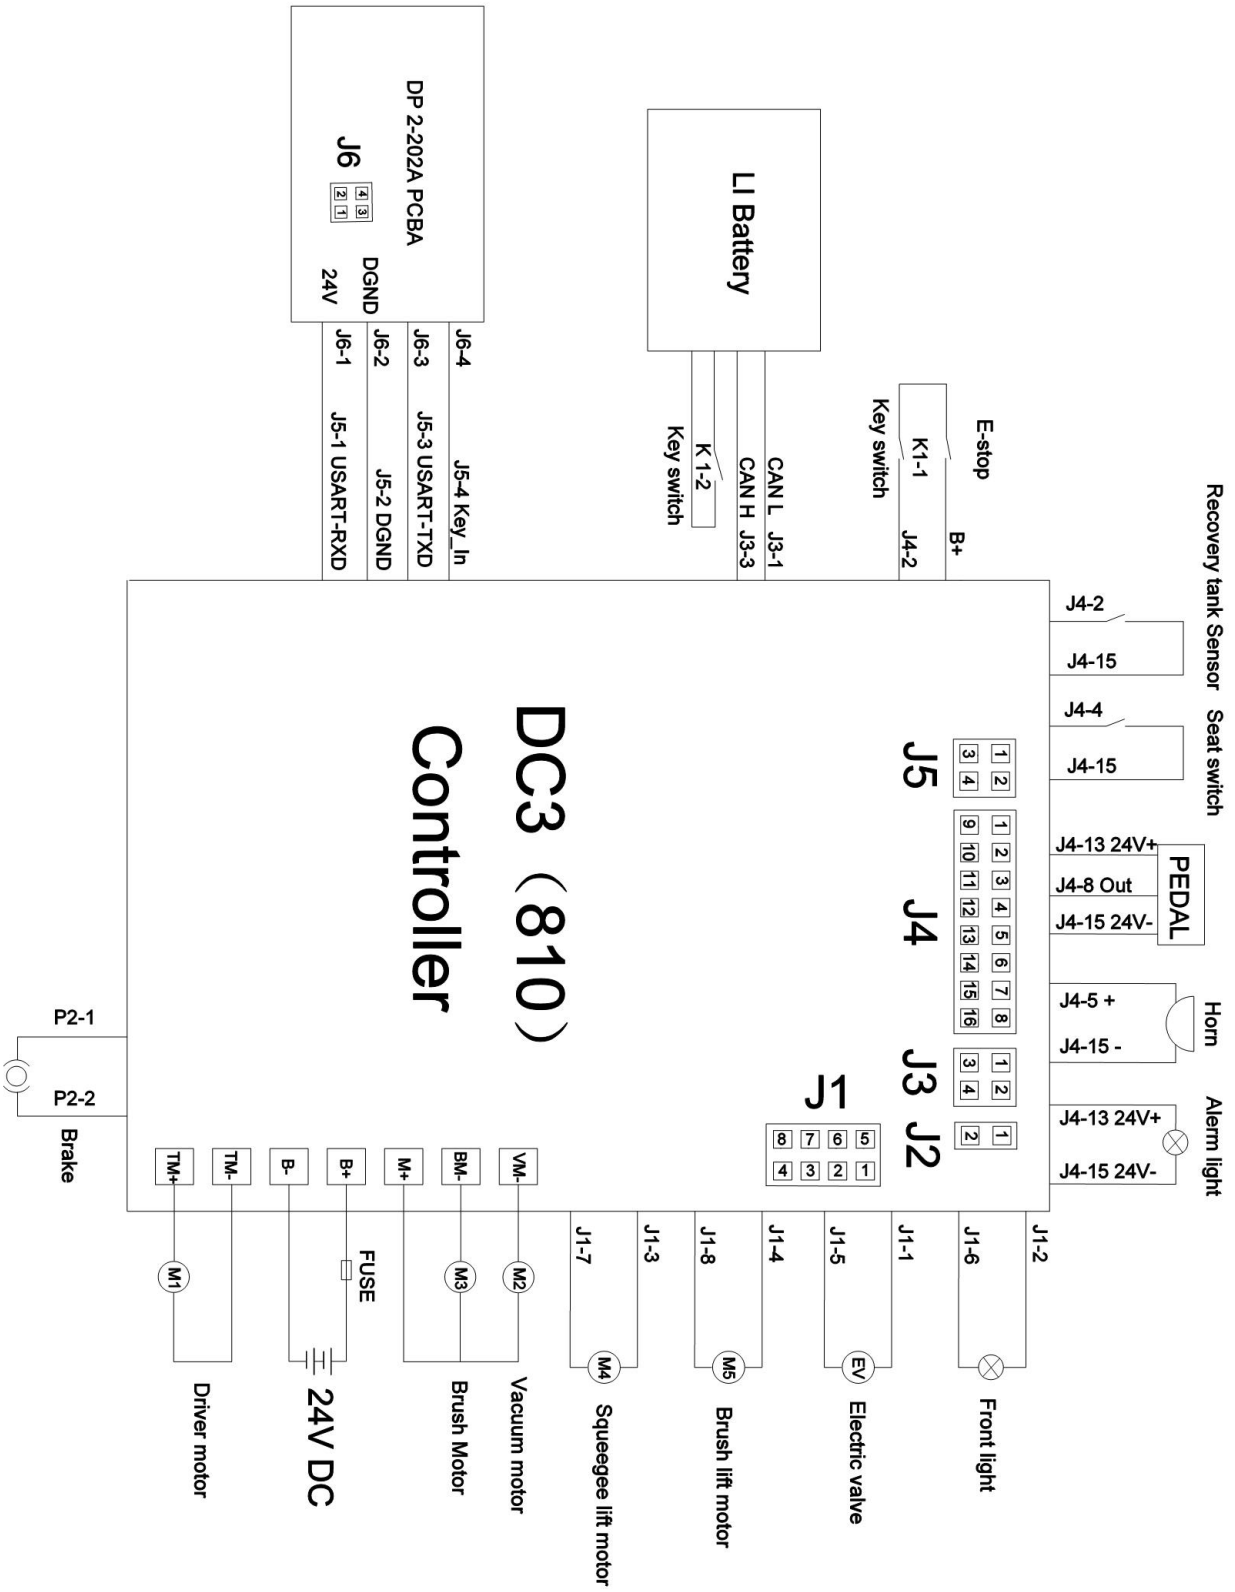 DP 2-202A PCBA
J6
4
3
2
1
DGND
24V
J6-4
J6-3
J6-2
J6-1
J5-4 Key_In
J5-3 USART-TXD
J5-2 DGND
J5-1 USART-RXD
LI Battery
CAN L J3-1
CAN H J3-3
K 1-2
Key switch
E-stop
K1-1
Key switch
B+
J4-2
Recovery tank Sensor
J4-2
J4-15
Seat switch
J4-4
J4-15
PEDAL
J4-13 24V+
J4-8 Out
J4-15 24V-
Horn
J4-5 +
J4-15 -
Alerm light
J4-13 24V+
J4-15 24V-
J5
1
2
3
4
J4
1
2
3
4
5
6
7
8
9
10
11
12
13
14
15
16
J3
1
2
3
4
J2
1
2
J1
5
6
7
8
1
2
3
4
DC3（810）
Controller
J1-2
J1-6
Front light
J1-1
J1-5
EV
Electric valve
J1-4
J1-8
M5
Brush lift motor
J1-3
J1-7
M4
Squeegee lift motor
VM-
M2
Vacuum motor
BM-
M3
Brush Motor
M+
B+
B-
FUSE
24V DC
TM-
TM+
M1
Driver motor
P2-1
P2-2
Brake